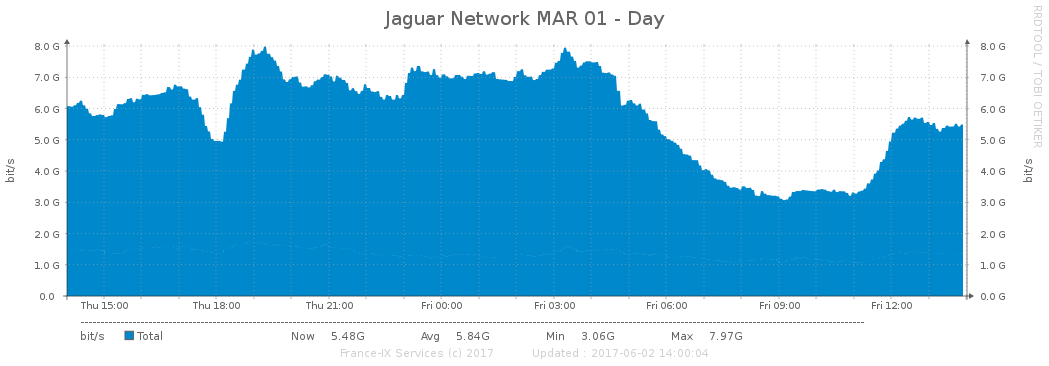 Jaguar Network MAR 01 - Day
RRDTOOL / TOBI OETIKER
bit/s
8.0 G
7.0 G
6.0 G
5.0 G
4.0 G
3.0 G
2.0 G
1.0 G
0.0
8.0 G
7.0 G
6.0 G
5.0 G
4.0 G
3.0 G
2.0 G
1.0 G
0.0 G
bit/s
Thu 15:00 Thu 18:00 Thu 21:00 Fri 00:00 Fri 03:00 Fri 06:00 Fri 09:00 Fri 12:00
bit/s Total Now 5.48G Avg 5.84G Min 3.06G Max 7.97G
France-IX Services (c) 2017 Updated : 2017-06-02 14:00:04